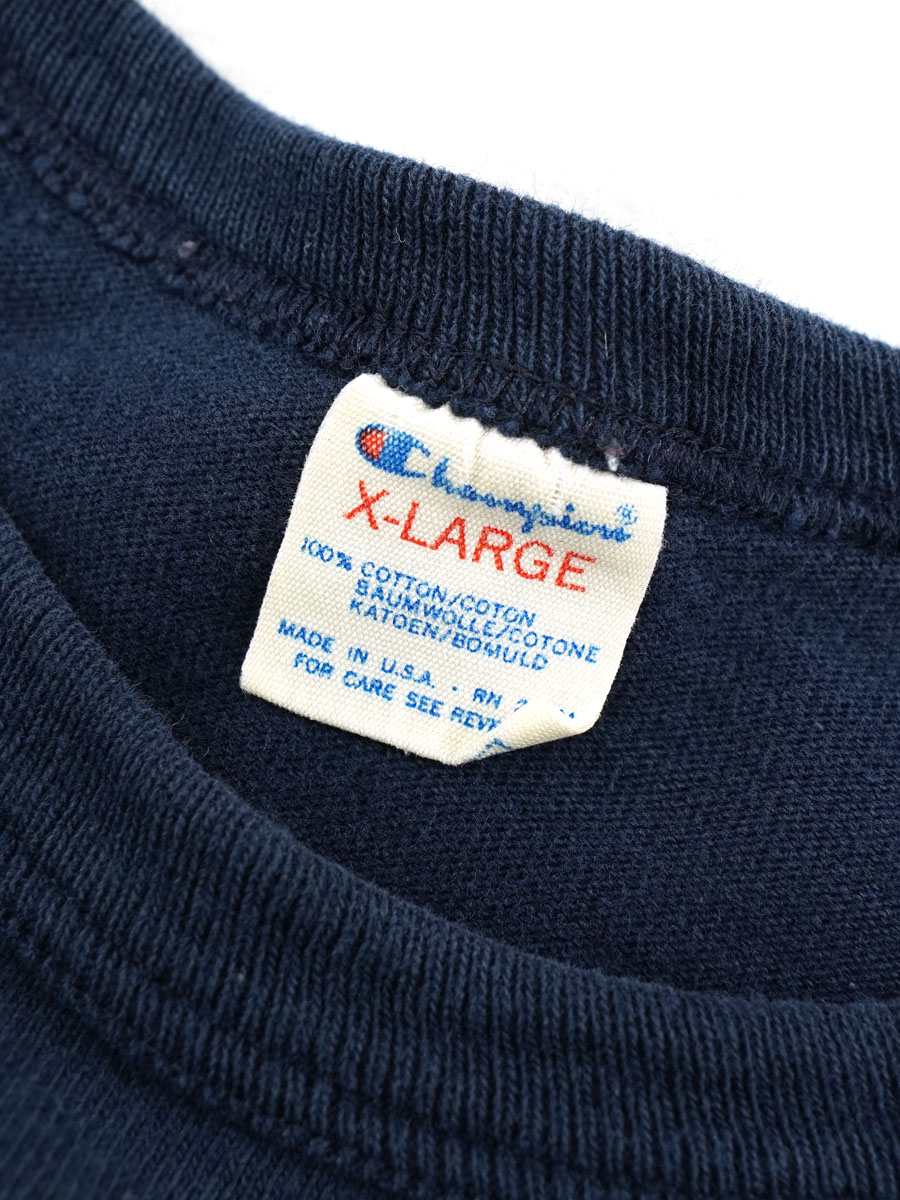 Champion®
X-LARGE
100% COTTON/COTON
BAUMWOLLE/COTONE
KATOEN/BOMULD
MADE IN U.S.A. · RN
FOR CARE SEE